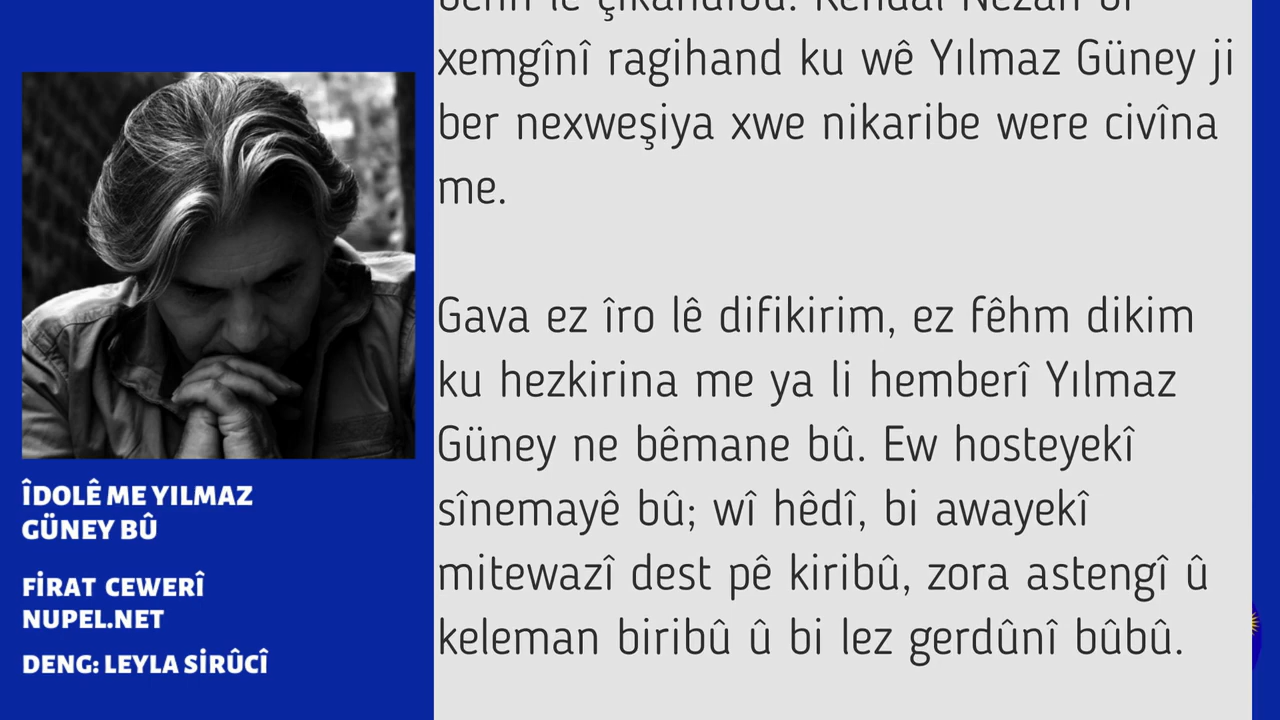 ÎDOLÊ ME YILMAZ
GÜNEY BÛ
FİRAT CEWERÎ
NUPEL.NET
DENG: LEYLA SİRÛCÎ
xemgînî ragihand ku wê Yılmaz Güney ji
ber nexweşiya xwe nikaribe were civîna
me.
Gava ez îro lê difikirim, ez fêhm dikim
ku hezkirina me ya li hemberî Yılmaz
Güney ne bêmane bû. Ew hosteyekî
sînemayê bû; wî hêdî, bi awayekî
mitewazî dest pê kiribû, zora astengî û
keleman biribû û bi lez gerdûnî bûbû.